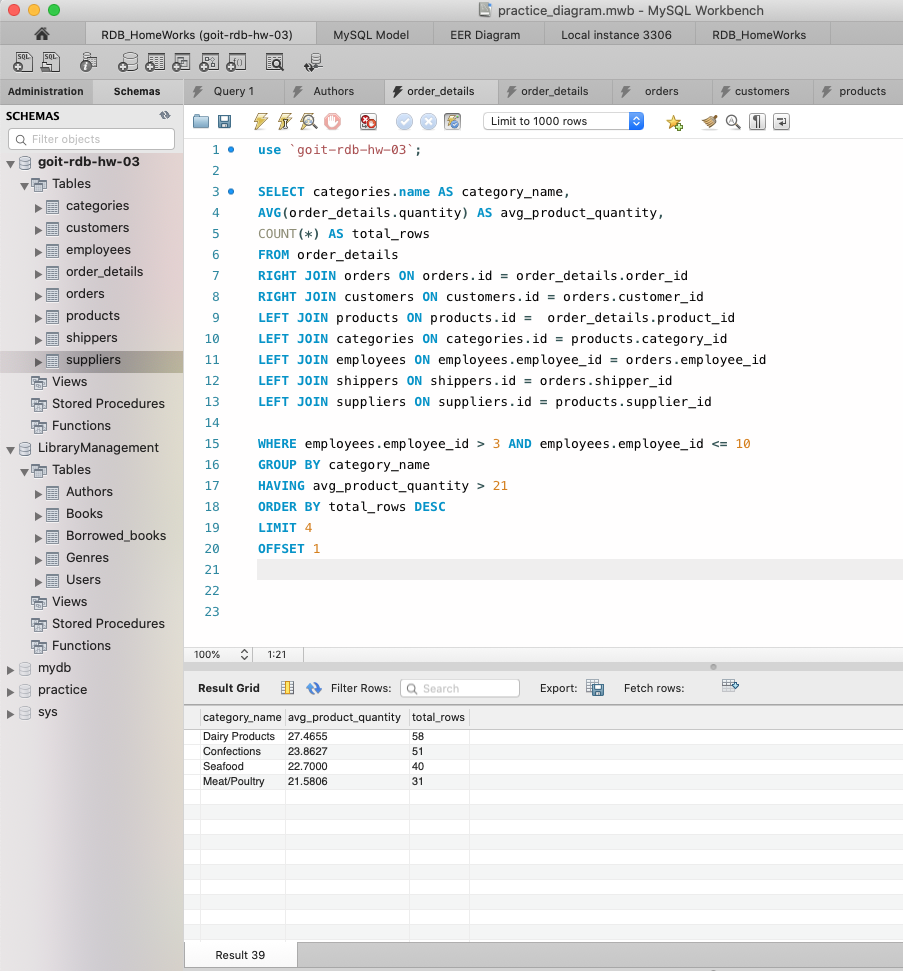 practice_diagram.mwb - MySQL Workbench
RDB_HomeWorks (goit-rdb-hw-03) MySQL Model EER Diagram Local instance 3306 RDB_HomeWorks
Administration Schemas Query 1 Authors order_details order_details orders customers products
SCHEMAS
Filter objects
goit-rdb-hw-03
Tables
categories
customers
employees
order_details
orders
products
shippers
suppliers
Views
Stored Procedures
Functions
LibraryManagement
Tables
Authors
Books
Borrowed_books
Genres
Users
Views
Stored Procedures
Functions
mydb
practice
sys
Limit to 1000 rows
1 use `goit-rdb-hw-03`;
2
3 SELECT categories.name AS category_name,
4 AVG(order_details.quantity) AS avg_product_quantity,
5 COUNT(*) AS total_rows
6 FROM order_details
7 RIGHT JOIN orders ON orders.id = order_details.order_id
8 RIGHT JOIN customers ON customers.id = orders.customer_id
9 LEFT JOIN products ON products.id =  order_details.product_id
10 LEFT JOIN categories ON categories.id = products.category_id
11 LEFT JOIN employees ON employees.employee_id = orders.employee_id
12 LEFT JOIN shippers ON shippers.id = orders.shipper_id
13 LEFT JOIN suppliers ON suppliers.id = products.supplier_id
14
15 WHERE employees.employee_id > 3 AND employees.employee_id <= 10
16 GROUP BY category_name
17 HAVING avg_product_quantity > 21
18 ORDER BY total_rows DESC
19 LIMIT 4
20 OFFSET 1
21
22
23
100% 1:21
Result Grid Filter Rows: Search Export: Fetch rows:
category_name avg_product_quantity total_rows
Dairy Products 27.4655 58
Confections 23.8627 51
Seafood 22.7000 40
Meat/Poultry 21.5806 31
Result 39